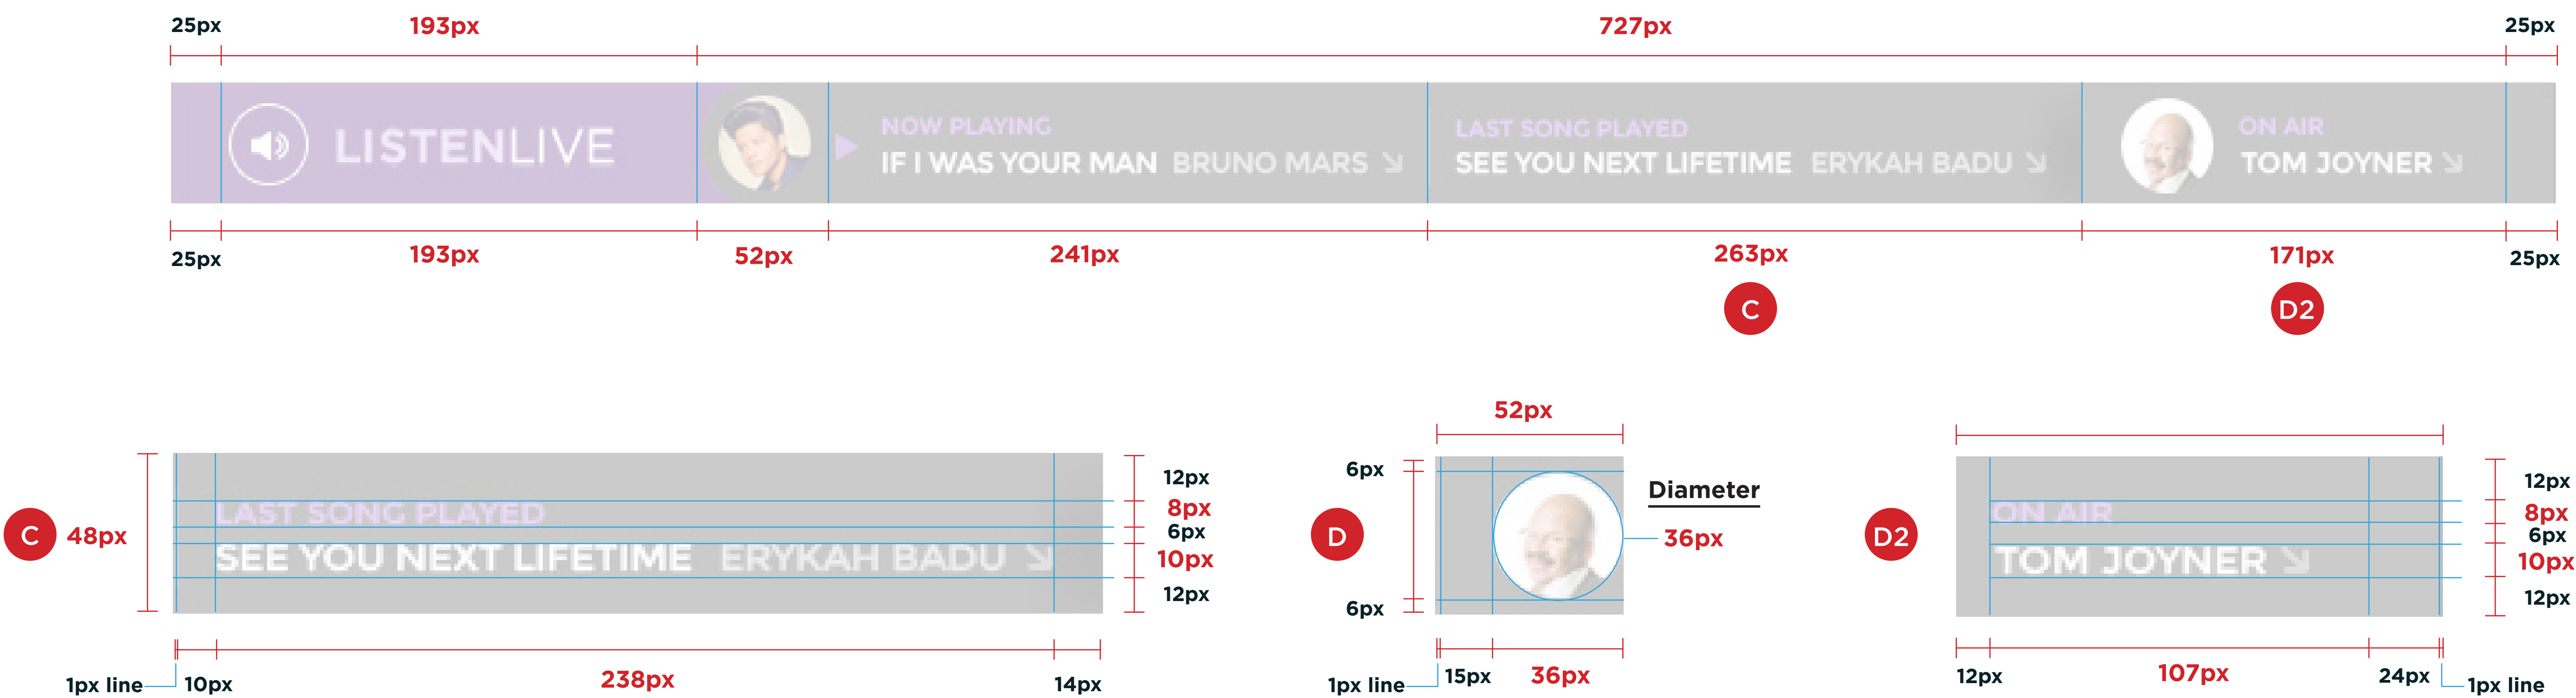 25px 193px 727px 25px
LISTENLIVE
NOW PLAYING
IF I WAS YOUR MAN BRUNO MARS
LAST SONG PLAYED
SEE YOU NEXT LIFETIME ERYKAH BADU
ON AIR
TOM JOYNER
25px 193px 52px 241px 263px 171px 25px
C D2
C 48px
LAST SONG PLAYED
SEE YOU NEXT LIFETIME ERYKAH BADU
12px
8px
6px
10px
12px
1px line 10px 238px 14px
52px
D
6px
6px
Diameter
36px
1px line 15px 36px
D2
ON AIR
TOM JOYNER
12px
8px
6px
10px
12px
12px 107px 24px 1px line